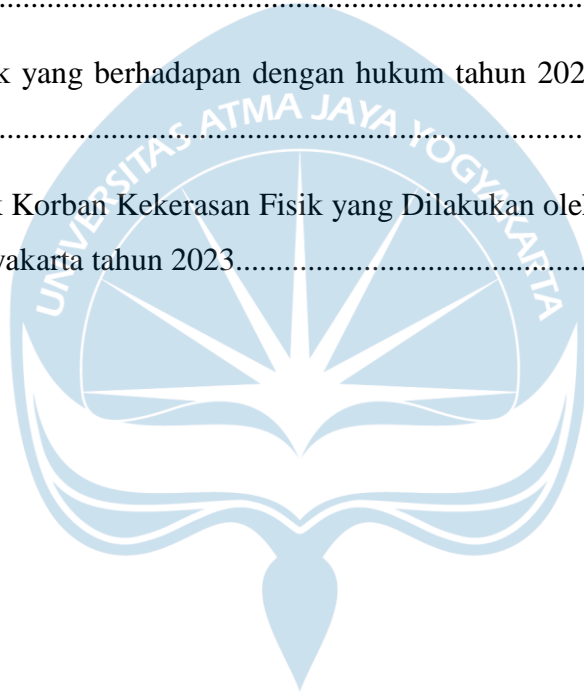 ................................................................................
k yang berhadapan dengan hukum tahun 202
................................................................................
k Korban Kekerasan Fisik yang Dilakukan oleh
yakarta tahun 2023................................................
UNIVERSITAS ATMA JAYA YOGYAKARTA